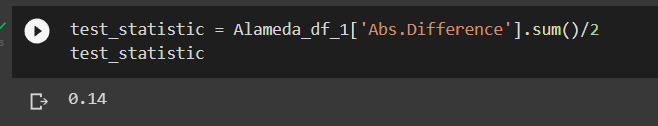 test_statistic = Alameda_df_1['Abs.Difference'].sum()/2
test_statistic
0.14